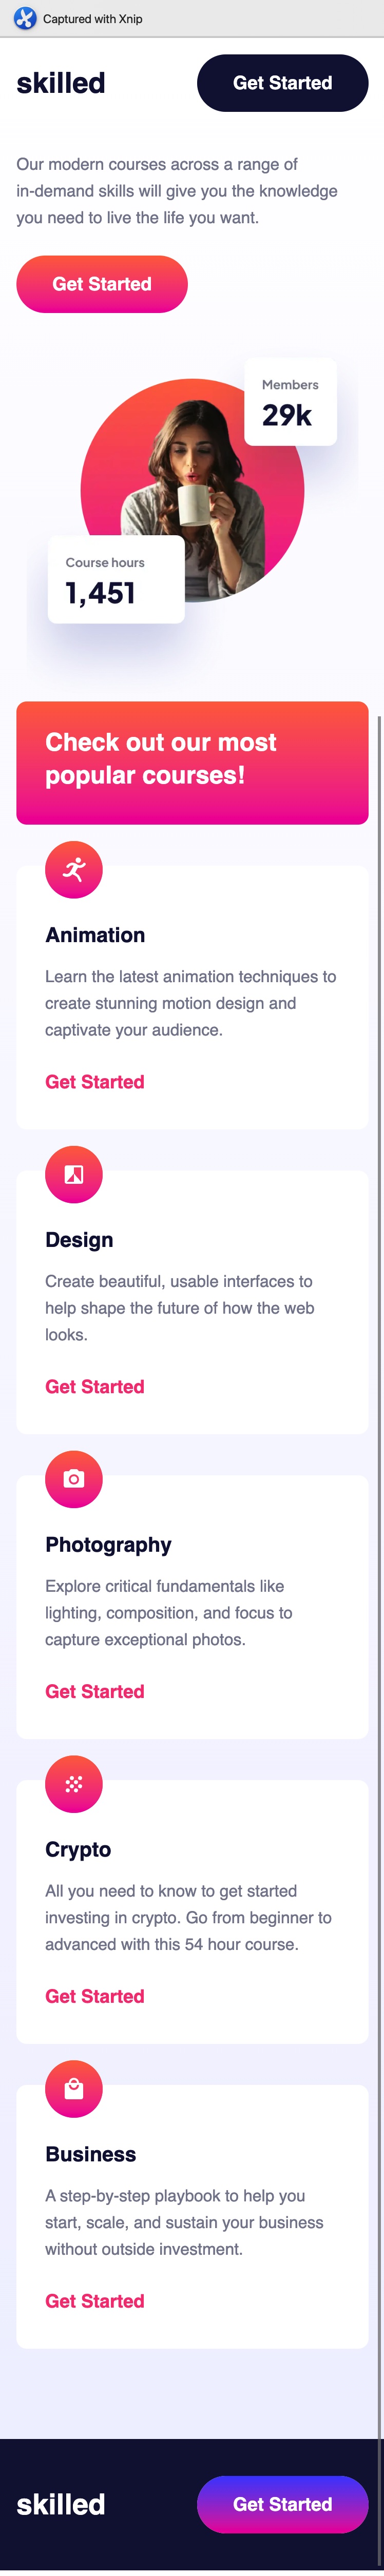 Captured with Xnip
skilled
Get Started
Our modern courses across a range of
in-demand skills will give you the knowledge
you need to live the life you want.
Get Started
Members
29k
Course hours
1,451
Check out our most
popular courses!
Animation
Learn the latest animation techniques to
create stunning motion design and
captivate your audience.
Get Started
Design
Create beautiful, usable interfaces to
help shape the future of how the web
looks.
Get Started
Photography
Explore critical fundamentals like
lighting, composition, and focus to
capture exceptional photos.
Get Started
Crypto
All you need to know to get started
investing in crypto. Go from beginner to
advanced with this 54 hour course.
Get Started
Business
A step-by-step playbook to help you
start, scale, and sustain your business
without outside investment.
Get Started
skilled
Get Started